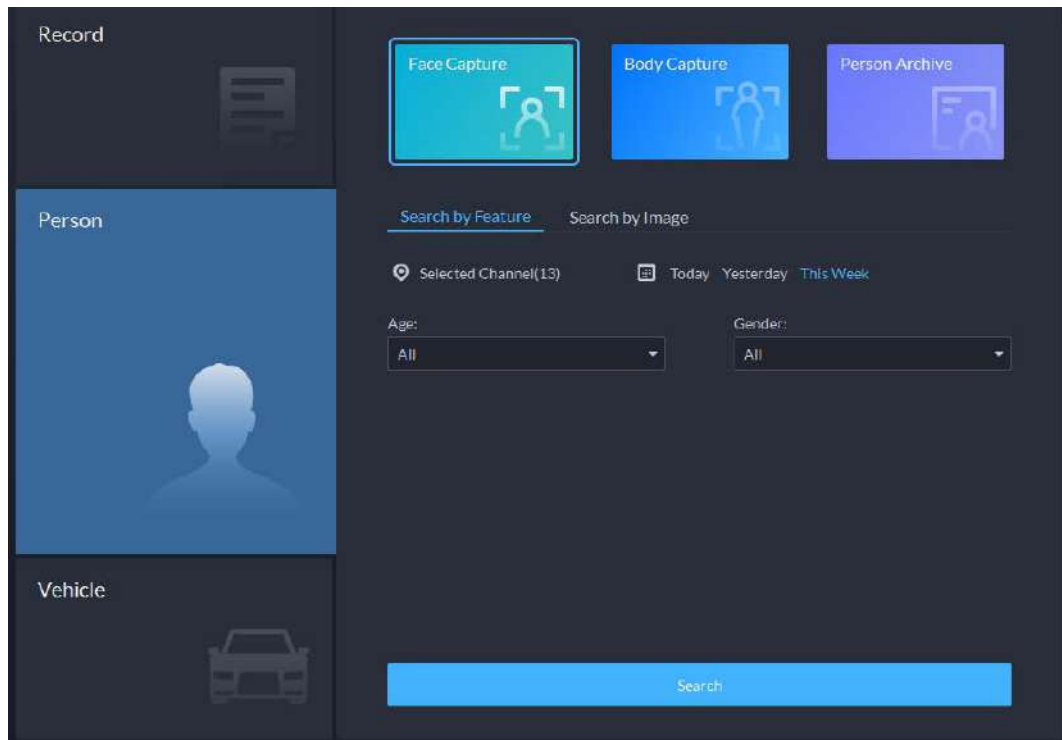 Record
Face Capture
Body Capture
Person Archive
Person
Search by Feature
Search by Image
Selected Channel(13)
Today Yesterday This Week
Age:
Gender:
All
All
Vehicle
Search